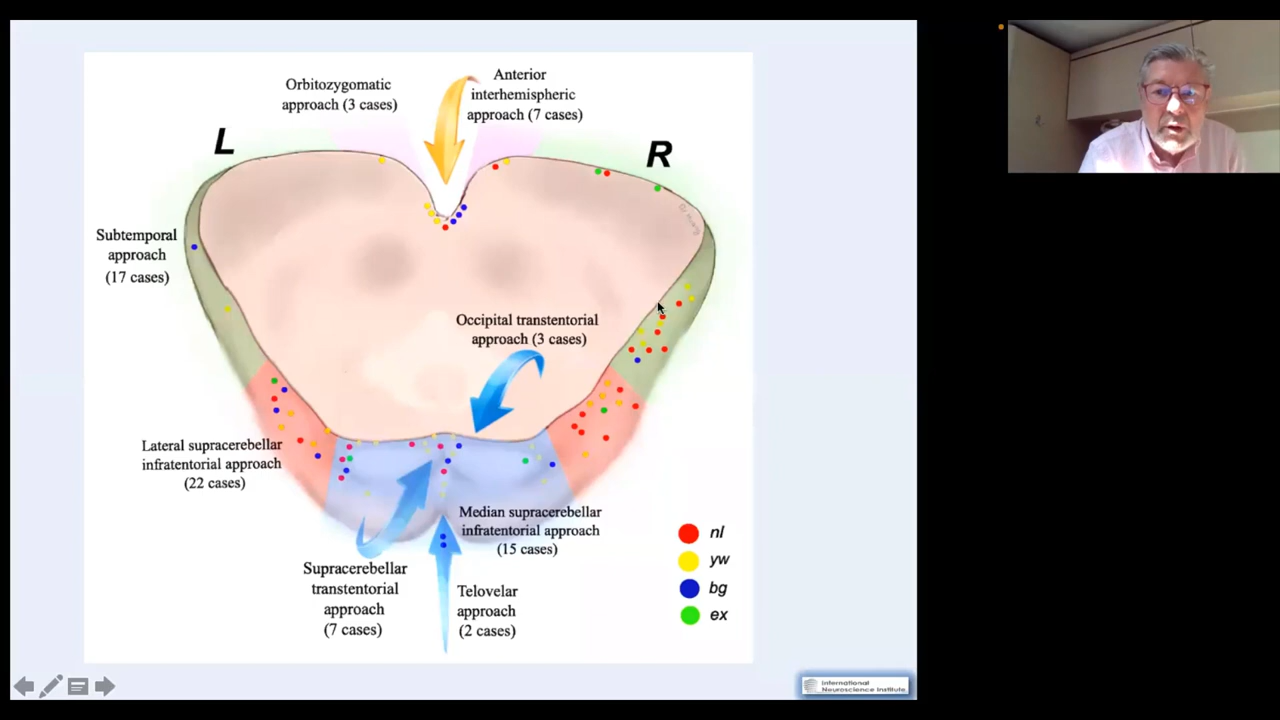 Orbitozygomatic
approach (3 cases)
Anterior
interhemispheric
approach (7 cases)
L
R
Subtemporal
approach
(17 cases)
Occipital transtentorial
approach (3 cases)
Lateral supracerebellar
infratentorial approach
(22 cases)
Median supracerebellar
infratentorial approach
(15 cases)
Supracerebellar
transtentorial
approach
(7 cases)
Telovelar
approach
(2 cases)
nl
yw
bg
ex
International
Neuroscience Institute